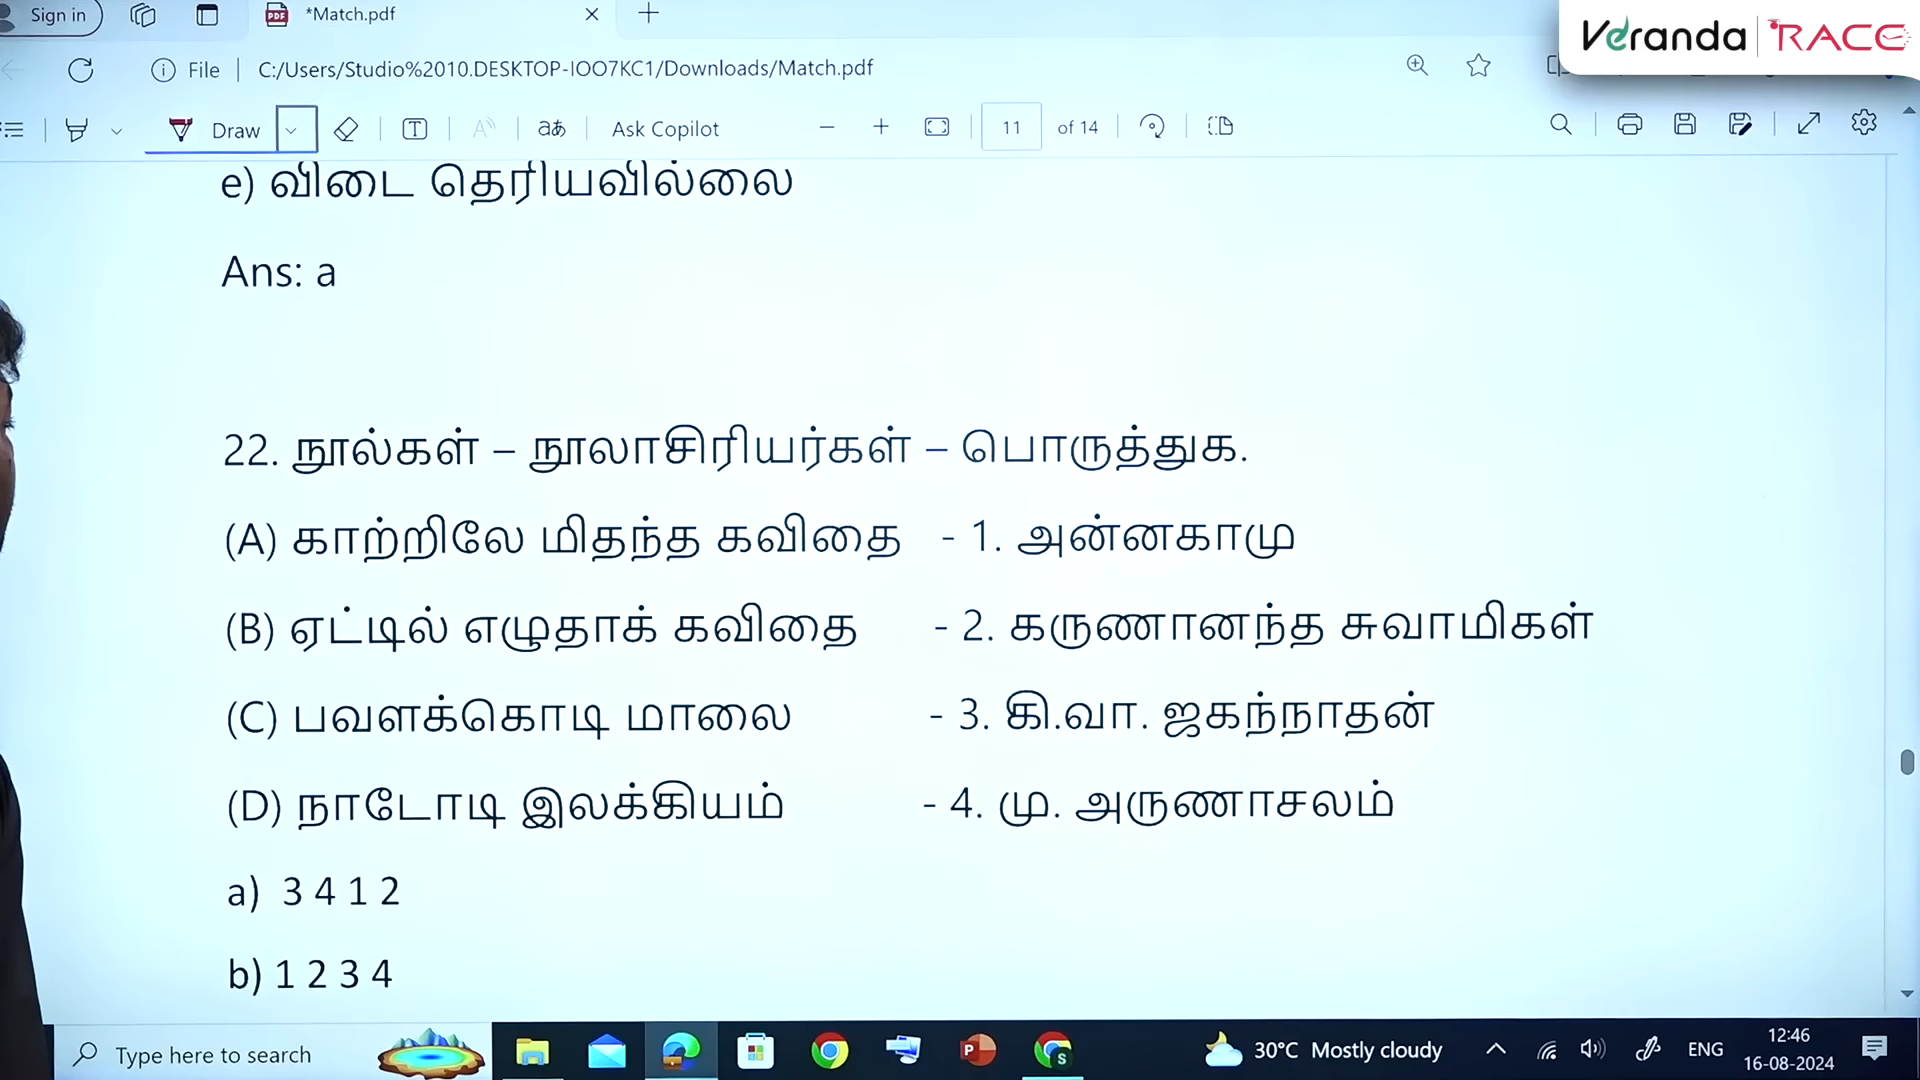 Sign in
*Match.pdf
Veranda RACE
File C:/Users/Studio%2010.DESKTOP-IOO7KC1/Downloads/Match.pdf
Draw
T
aあ
Ask Copilot
11 of 14
e) விடை தெரியவில்லை
Ans: a
22. நூல்கள் – நூலாசிரியர்கள் – பொருத்துக.
(A) காற்றிலே மிதந்த கவிதை - 1. அன்னகாமு
(B) ஏட்டில் எழுதாக் கவிதை - 2. கருணானந்த சுவாமிகள்
(C) பவளக்கொடி மாலை - 3. கி.வா. ஜகந்நாதன்
(D) நாடோடி இலக்கியம் - 4. மு. அருணாசலம்
a) 3 4 1 2
b) 1 2 3 4
Type here to search
30°C Mostly cloudy
ENG
12:46
16-08-2024